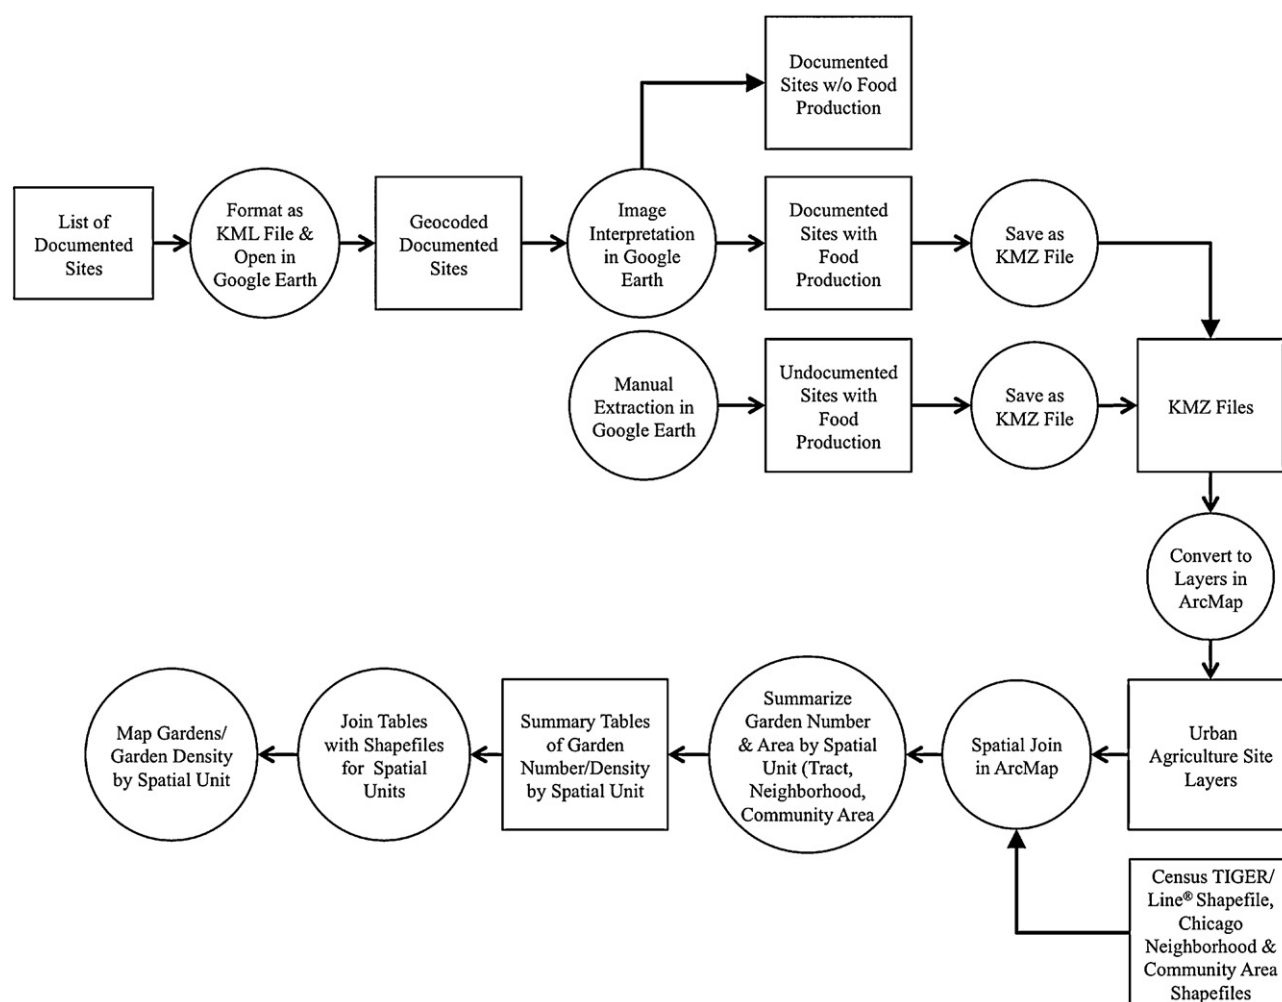 Documented
Sites w/o Food
Production
List of
Documented
Sites
Format as
KML File &
Open in
Google Earth
Geocoded
Documented
Sites
Image
Interpretation
in Google
Earth
Documented
Sites with
Food
Production
Save as
KMZ File
Manual
Extraction in
Google Earth
Undocumented
Sites with
Food
Production
Save as
KMZ File
KMZ Files
Convert to
Layers in
ArcMap
Map Gardens/
Garden Density
by Spatial Unit
Join Tables
with Shapefiles
for Spatial
Units
Summary Tables
of Garden
Number/Density
by Spatial Unit
Summarize
Garden Number
& Area by Spatial
Unit (Tract,
Neighborhood,
Community Area
Spatial Join
in ArcMap
Urban
Agriculture Site
Layers
Census TIGER/
Line® Shapefile,
Chicago
Neighborhood &
Community Area
Shapefiles